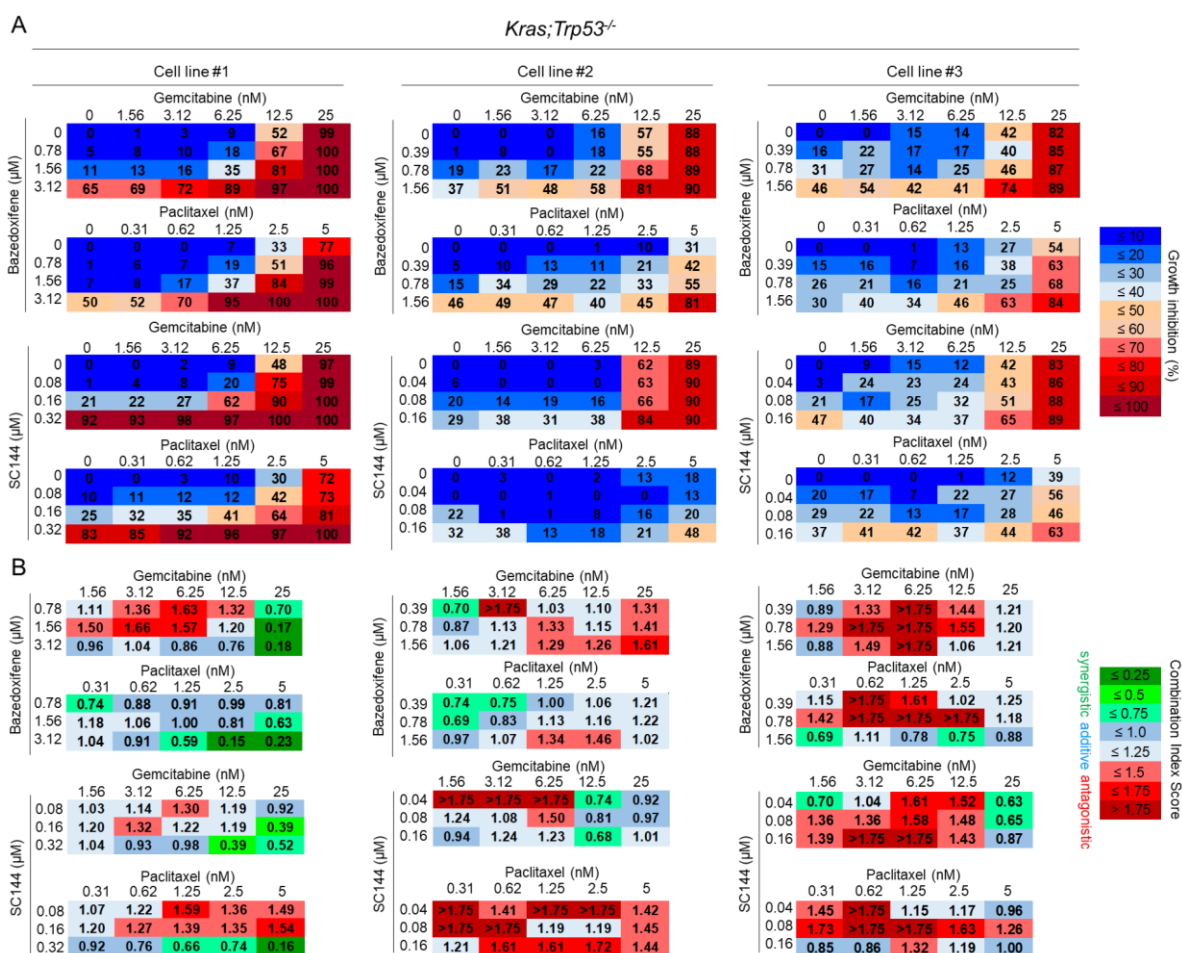 A
Kras;Trp53-/-
Cell line #1
Cell line #2
Cell line #3
Bazedoxifene (µM)
Gemcitabine (nM)
0 1.56 3.12 6.25 12.5 25
0 0 1 3 9 52 99
0.78 5 8 10 18 67 100
1.56 11 13 16 35 81 100
3.12 65 69 72 89 97 100
Paclitaxel (nM)
0 0.31 0.62 1.25 2.5 5
0 0 0 0 7 33 77
0.78 1 6 7 19 51 96
1.56 7 8 17 37 84 99
3.12 50 52 70 95 100 100
Bazedoxifene (µM)
Gemcitabine (nM)
0 1.56 3.12 6.25 12.5 25
0 0 0 0 16 57 88
0.39 1 9 0 18 55 88
0.78 19 23 17 22 68 89
1.56 37 51 48 58 81 90
Paclitaxel (nM)
0 0.31 0.62 1.25 2.5 5
0 0 0 0 1 10 31
0.39 5 10 13 11 21 42
0.78 15 34 29 22 33 55
1.56 46 49 47 40 45 81
Bazedoxifene (µM)
Gemcitabine (nM)
0 1.56 3.12 6.25 12.5 25
0 0 0 15 14 42 82
0.39 16 22 17 17 40 85
0.78 31 27 14 25 46 87
1.56 46 54 42 41 74 89
Paclitaxel (nM)
0 0.31 0.62 1.25 2.5 5
0 0 0 1 13 27 54
0.39 15 16 7 16 38 63
0.78 26 21 16 21 25 68
1.56 30 40 34 46 63 84
SC144 (µM)
Gemcitabine (nM)
0 1.56 3.12 6.25 12.5 25
0 0 0 2 9 48 97
0.08 1 4 8 20 75 99
0.16 21 22 27 62 90 100
0.32 92 93 98 97 100 100
Paclitaxel (nM)
0 0.31 0.62 1.25 2.5 5
0 0 0 3 10 30 72
0.08 10 11 12 12 42 73
0.16 25 32 35 41 64 81
0.32 83 85 92 96 97 100
SC144 (µM)
Gemcitabine (nM)
0 1.56 3.12 6.25 12.5 25
0 0 0 0 3 62 89
0.04 6 0 0 0 63 90
0.08 20 14 19 16 66 90
0.16 29 38 31 38 84 90
Paclitaxel (nM)
0 0.31 0.62 1.25 2.5 5
0 0 3 0 2 13 18
0.04 0 0 1 0 0 13
0.08 22 1 1 8 16 20
0.16 32 38 13 18 21 48
SC144 (µM)
Gemcitabine (nM)
0 1.56 3.12 6.25 12.5 25
0 0 9 15 12 42 83
0.04 3 24 23 24 43 86
0.08 21 17 25 32 51 88
0.16 47 40 34 37 65 89
Paclitaxel (nM)
0 0.31 0.62 1.25 2.5 5
0 0 0 0 1 12 39
0.04 20 17 7 22 27 56
0.08 29 22 13 17 28 46
0.16 37 41 42 37 44 63
≤ 10
≤ 20
≤ 30
≤ 40
≤ 50
≤ 60
≤ 70
≤ 80
≤ 90
≤ 100
Growth inhibition (%)
B
Bazedoxifene (µM)
Gemcitabine (nM)
1.56 3.12 6.25 12.5 25
0.78 1.11 1.36 1.63 1.32 0.70
1.56 1.50 1.66 1.57 1.20 0.17
3.12 0.96 1.04 0.86 0.76 0.18
Paclitaxel (nM)
0.31 0.62 1.25 2.5 5
0.78 0.74 0.88 0.91 0.99 0.81
1.56 1.18 1.06 1.00 0.81 0.63
3.12 1.04 0.91 0.59 0.15 0.23
Bazedoxifene (µM)
Gemcitabine (nM)
1.56 3.12 6.25 12.5 25
0.39 0.70 >1.75 1.03 1.10 1.31
0.78 0.87 1.13 1.33 1.15 1.41
1.56 1.06 1.21 1.29 1.26 1.61
Paclitaxel (nM)
0.31 0.62 1.25 2.5 5
0.39 0.74 0.75 1.00 1.06 1.21
0.78 0.69 0.83 1.13 1.16 1.22
1.56 0.97 1.07 1.34 1.46 1.02
Bazedoxifene (µM)
Gemcitabine (nM)
1.56 3.12 6.25 12.5 25
0.39 0.89 1.33 >1.75 1.44 1.21
0.78 1.29 >1.75 >1.75 1.55 1.20
1.56 0.88 1.49 >1.75 1.06 1.21
Paclitaxel (nM)
0.31 0.62 1.25 2.5 5
0.39 1.15 >1.75 1.61 1.02 1.25
0.78 1.42 >1.75 >1.75 >1.75 1.18
1.56 0.69 1.11 0.78 0.75 0.88
SC144 (µM)
Gemcitabine (nM)
1.56 3.12 6.25 12.5 25
0.08 1.03 1.14 1.30 1.19 0.92
0.16 1.20 1.32 1.22 1.19 0.39
0.32 1.04 0.93 0.98 0.39 0.52
Paclitaxel (nM)
0.31 0.62 1.25 2.5 5
0.08 1.07 1.22 1.59 1.36 1.49
0.16 1.20 1.27 1.39 1.35 1.54
0.32 0.92 0.76 0.66 0.74 0.16
SC144 (µM)
Gemcitabine (nM)
1.56 3.12 6.25 12.5 25
0.04 >1.75 >1.75 >1.75 0.74 0.92
0.08 1.24 1.08 1.50 0.81 0.97
0.16 0.94 1.24 1.23 0.68 1.01
Paclitaxel (nM)
0.31 0.62 1.25 2.5 5
0.04 >1.75 1.41 >1.75 >1.75 1.42
0.08 >1.75 >1.75 1.19 1.19 1.45
0.16 1.21 1.61 1.61 1.72 1.44
SC144 (µM)
Gemcitabine (nM)
1.56 3.12 6.25 12.5 25
0.04 0.70 1.04 1.61 1.52 0.63
0.08 1.36 1.36 1.58 1.48 0.65
0.16 1.39 >1.75 >1.75 1.43 0.87
Paclitaxel (nM)
0.31 0.62 1.25 2.5 5
0.04 1.45 >1.75 1.15 1.17 0.96
0.08 1.73 >1.75 >1.75 1.63 1.26
0.16 0.85 0.86 1.32 1.19 1.00
synergistic additive antagonistic
≤ 0.25
≤ 0.5
≤ 0.75
≤ 1.0
≤ 1.25
≤ 1.5
≤ 1.75
> 1.75
Combination Index Score